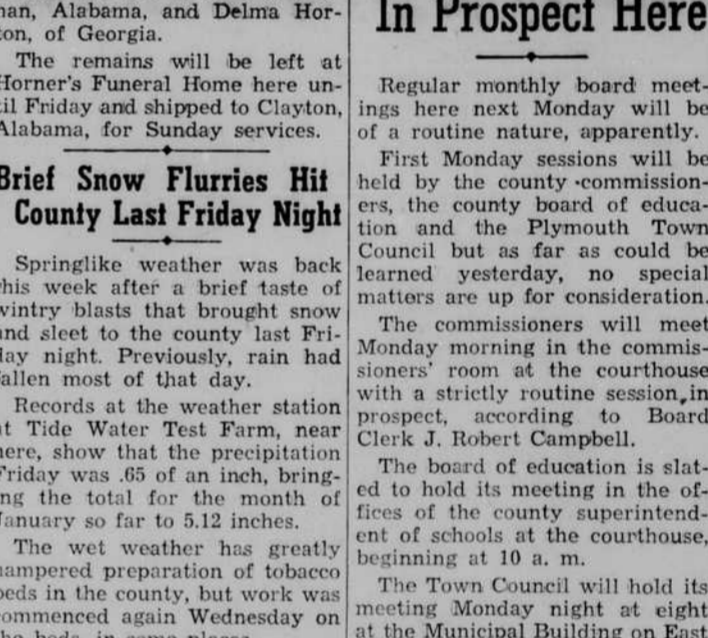 nan, Alabama, and Delma Hor-
ton, of Georgia.
The remains will be left at
Horner's Funeral Home here un-
til Friday and shipped to Clayton,
Alabama, for Sunday services.
Brief Snow Flurries Hit
County Last Friday Night
Springlike weather was back
this week after a brief taste of
wintry blasts that brought snow
and sleet to the county last Fri-
day night. Previously, rain had
fallen most of that day.
Records at the weather station
at Tide Water Test Farm, near
here, show that the precipitation
Friday was .65 of an inch, bring-
ing the total for the month of
January so far to 5.12 inches.
The wet weather has greatly
hampered preparation of tobacco
beds in the county, but work was
commenced again Wednesday on
the beds in some places.
In Prospect Here
Regular monthly board meet-
ings here next Monday will be
of a routine nature, apparently.
First Monday sessions will be
held by the county commission-
ers, the county board of educa-
tion and the Plymouth Town
Council but as far as could be
learned yesterday, no special
matters are up for consideration.
The commissioners will meet
Monday morning in the commis-
sioners' room at the courthouse
with a strictly routine session, in
prospect, according to Board
Clerk J. Robert Campbell.
The board of education is slat-
ed to hold its meeting in the of-
fices of the county superintend-
ent of schools at the courthouse,
beginning at 10 a. m.
The Town Council will hold its
meeting Monday night at eight
at the Municipal Building on East